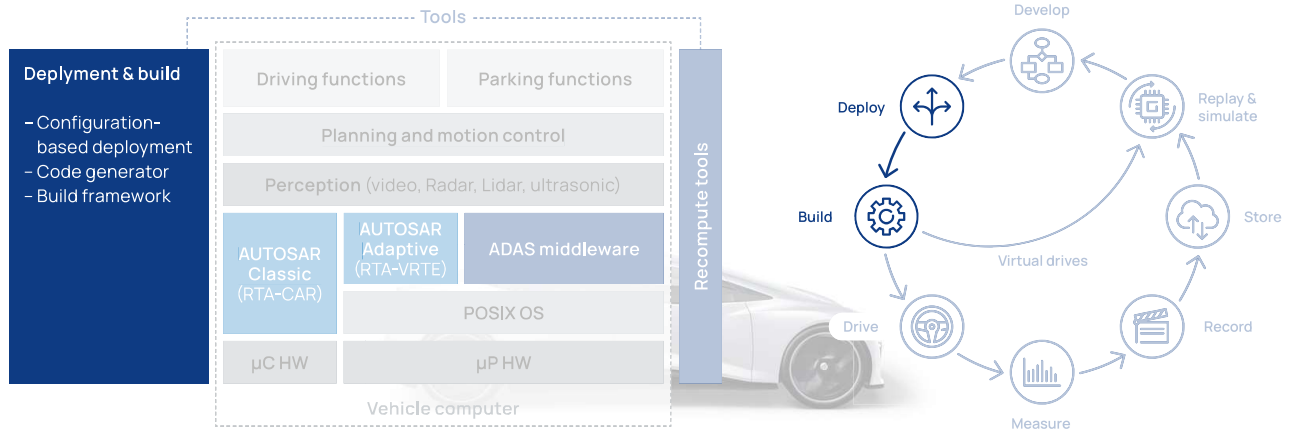 Tools
Deplyment & build
– Configuration-
based deployment
– Code generator
– Build framework
Driving functions
Parking functions
Planning and motion control
Perception (video, Radar, Lidar, ultrasonic)
AUTOSAR
Classic
(RTA-CAR)
AUTOSAR
Adaptive
(RTA-VRTE)
ADAS middleware
POSIX OS
µC HW
µP HW
Vehicle computer
Recompute tools
Develop
Deploy
Replay &
simulate
Build
Store
Virtual drives
Drive
Record
Measure